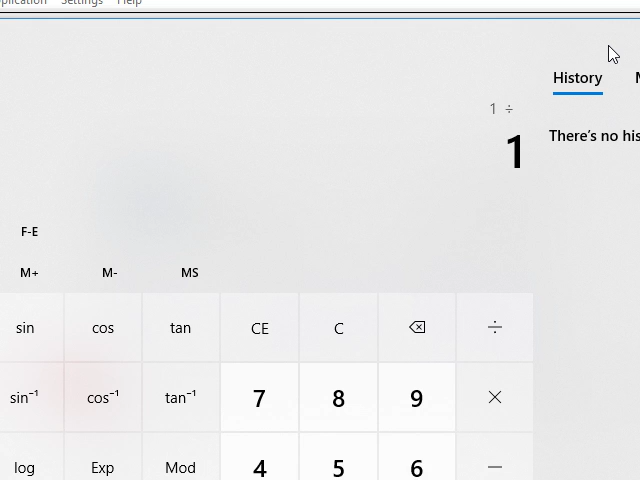 Settings Help
History
1 ÷
1
There's no
F-E
M+ M- MS
sin cos tan CE C ÷
sin⁻¹ cos⁻¹ tan⁻¹ 7 8 9 ×
log Exp Mod 4 5 6 −